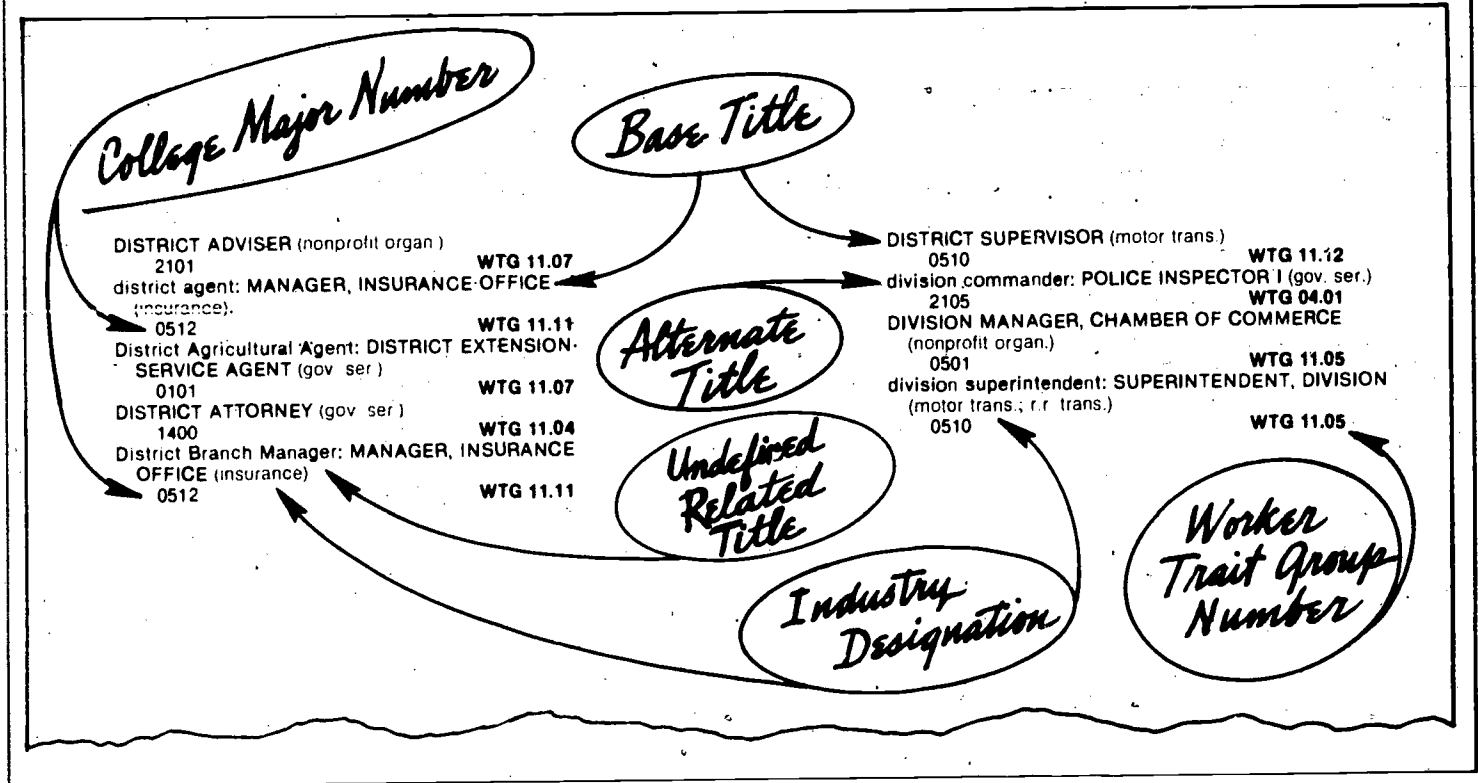 College Major Number
Base Title
DISTRICT ADVISER (nonprofit organ.)
2101 WTG 11.07
district agent: MANAGER, INSURANCE OFFICE
(insurance).
0512 WTG 11.11
District Agricultural Agent: DISTRICT EXTENSION
SERVICE AGENT (gov ser)
0101 WTG 11.07
DISTRICT ATTORNEY (gov ser)
1400 WTG 11.04
District Branch Manager: MANAGER, INSURANCE
OFFICE (insurance)
0512 WTG 11.11
Alternate
Title
Undefined
Related
Title
DISTRICT SUPERVISOR (motor trans.)
0510 WTG 11.12
division commander: POLICE INSPECTOR I (gov. ser.)
2105 WTG 04.01
DIVISION MANAGER, CHAMBER OF COMMERCE
(nonprofit organ.)
0501 WTG 11.05
division superintendent: SUPERINTENDENT, DIVISION
(motor trans.; r.r. trans.)
0510 WTG 11.05
Industry
Designation
Worker
Trait Group
Number